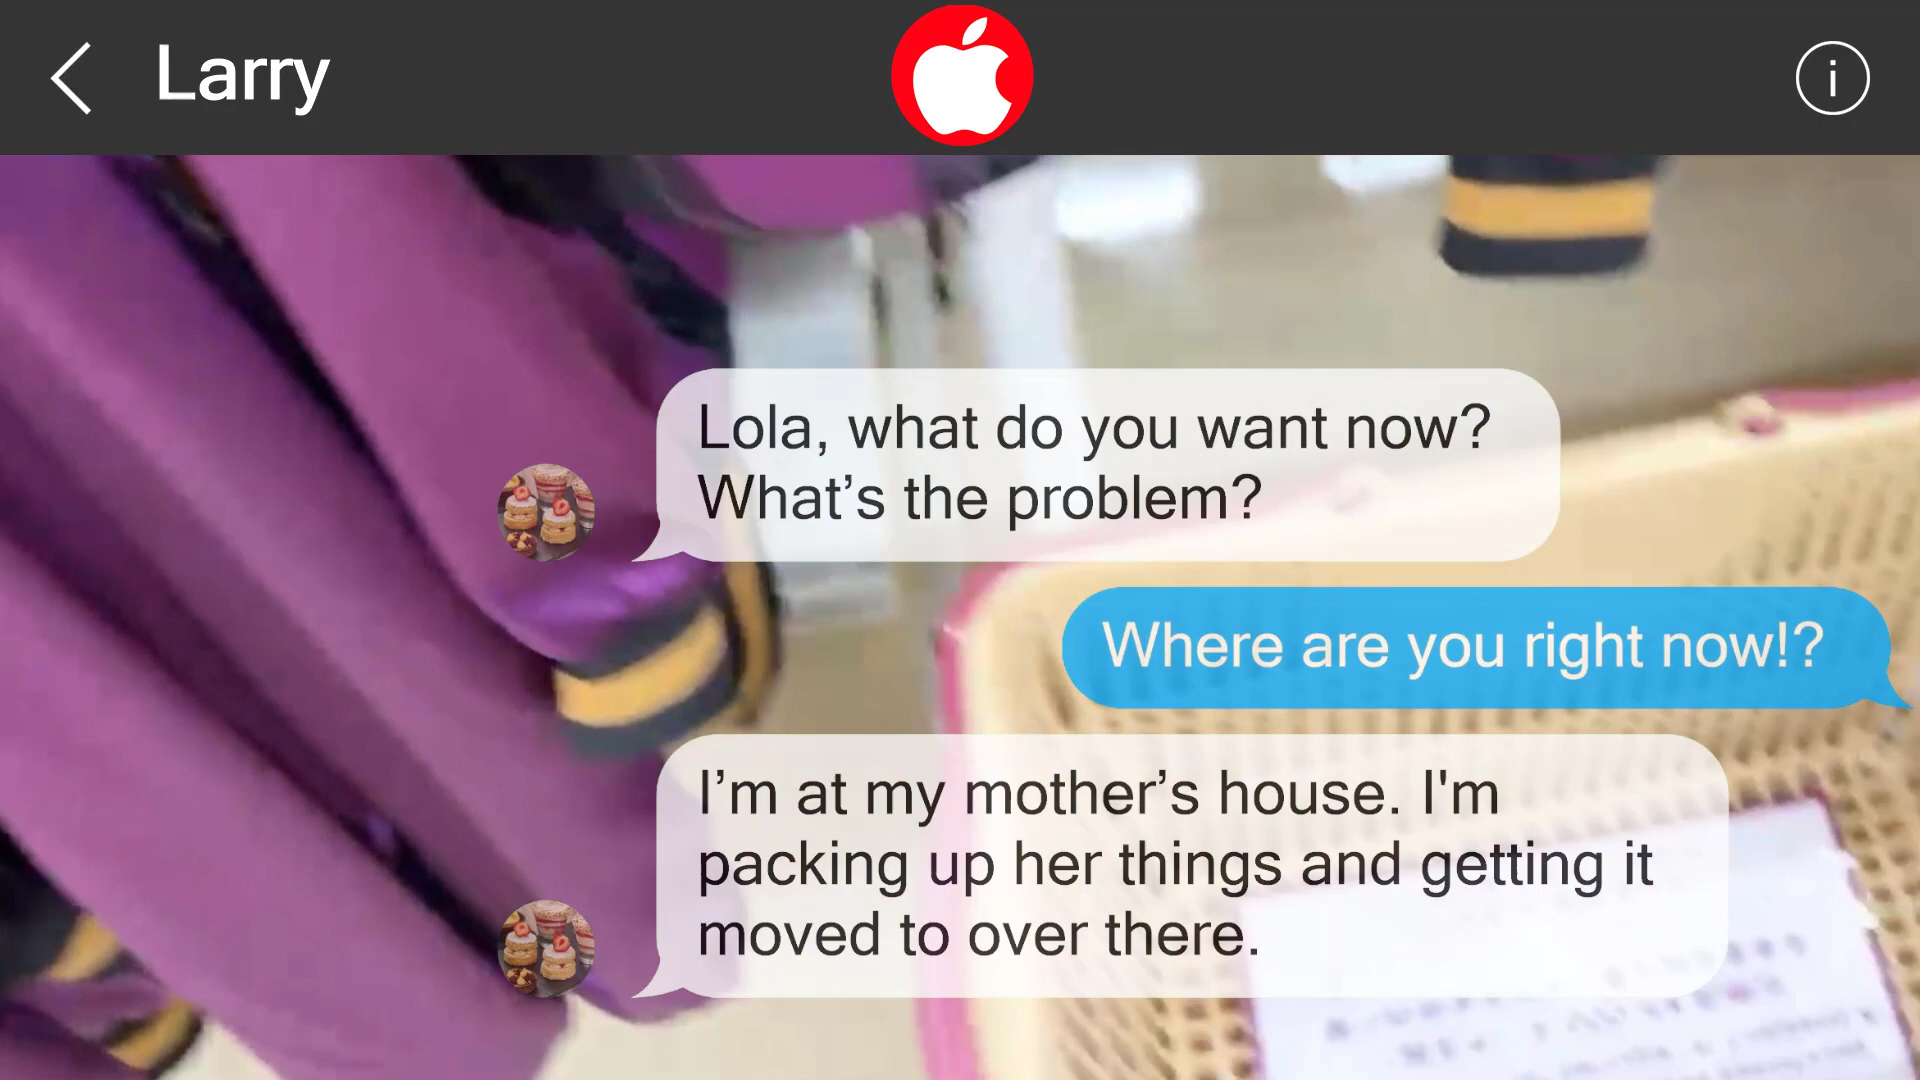 Larry
Lola, what do you want now?
What’s the problem?
Where are you right now!?
I’m at my mother’s house. I'm
packing up her things and getting it
moved to over there.